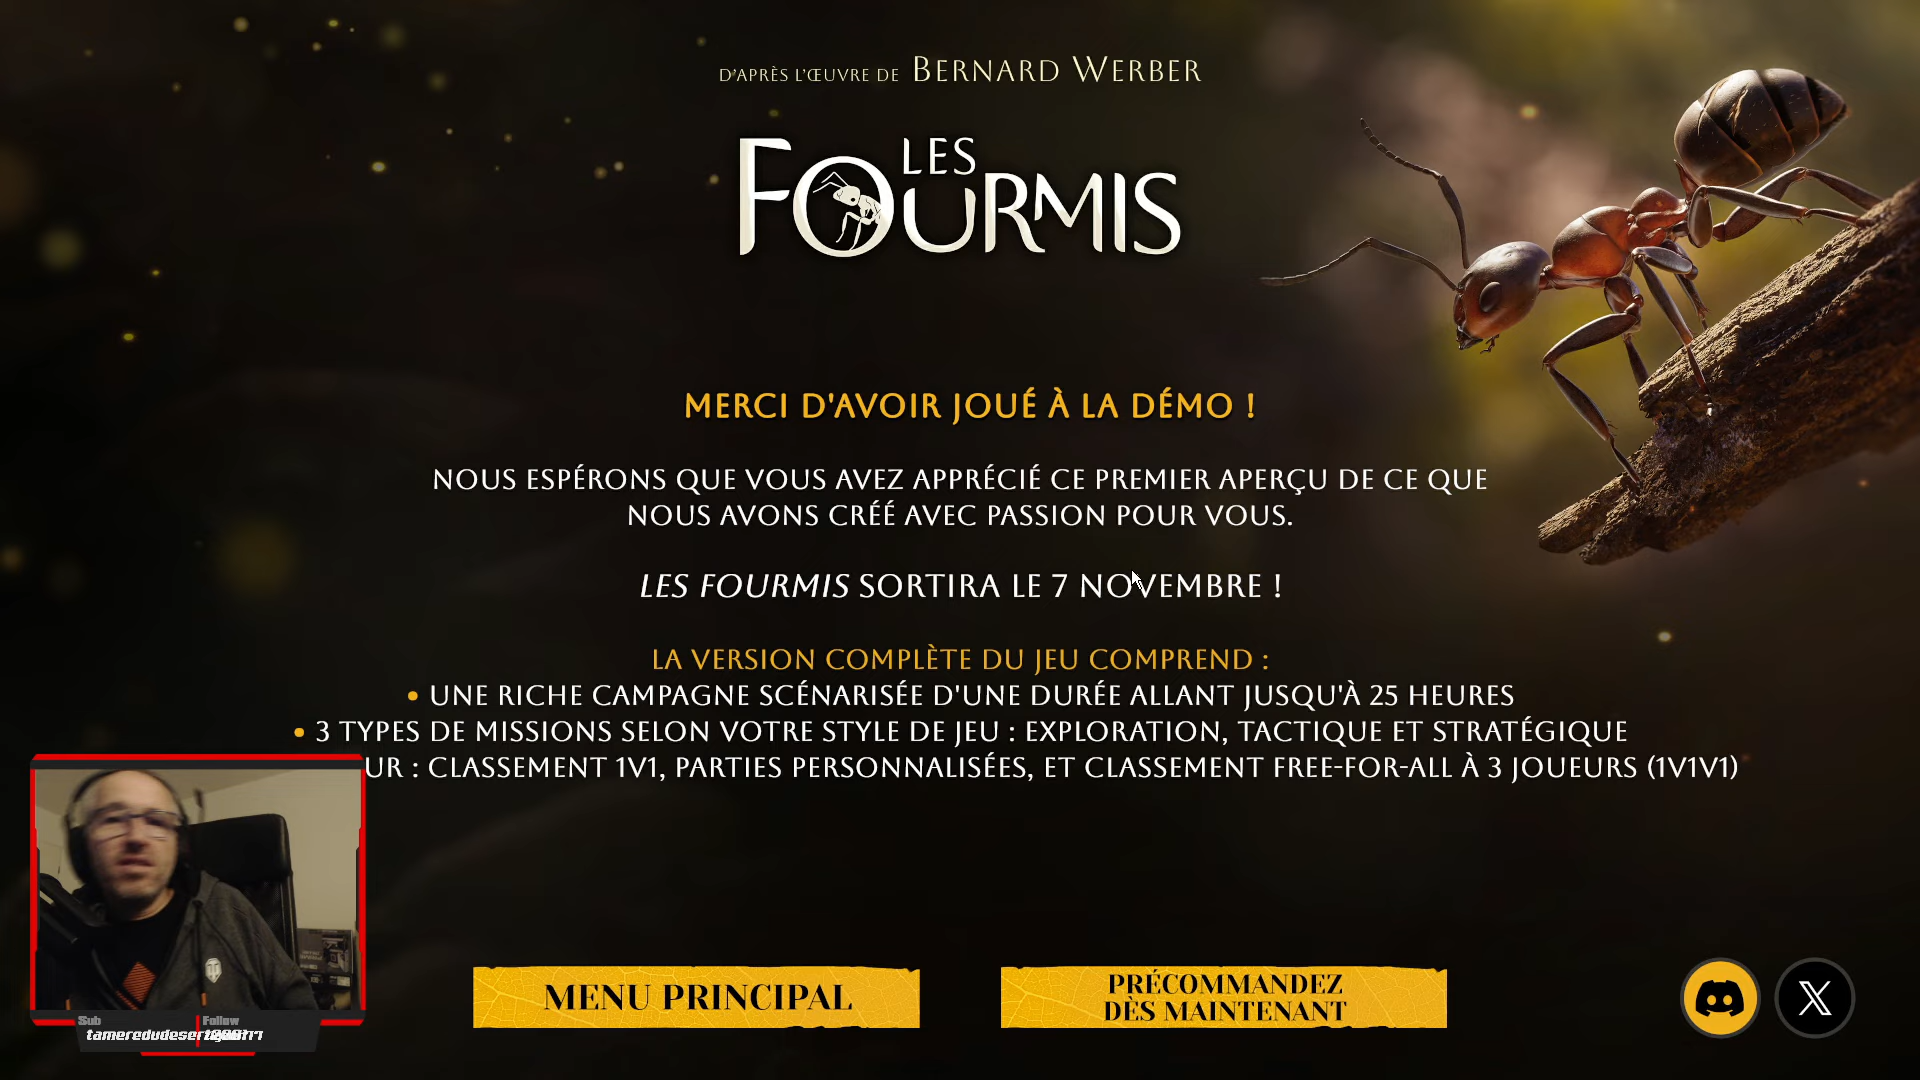 D'APRÈS L'ŒUVRE DE BERNARD WERBER
LES
FOURMIS
MERCI D'AVOIR JOUÉ À LA DÉMO !
NOUS ESPÉRONS QUE VOUS AVEZ APPRÉCIÉ CE PREMIER APERÇU DE CE QUE
NOUS AVONS CRÉÉ AVEC PASSION POUR VOUS.
LES FOURMIS SORTIRA LE 7 NOVEMBRE !
LA VERSION COMPLÈTE DU JEU COMPREND :
• UNE RICHE CAMPAGNE SCÉNARISÉE D'UNE DURÉE ALLANT JUSQU'À 25 HEURES
• 3 TYPES DE MISSIONS SELON VOTRE STYLE DE JEU : EXPLORATION, TACTIQUE ET STRATÉGIQUE
UR : CLASSEMENT 1V1, PARTIES PERSONNALISÉES, ET CLASSEMENT FREE-FOR-ALL À 3 JOUEURS (1V1V1)
MENU PRINCIPAL
PRÉCOMMANDEZ
DÈS MAINTENANT
Sub
Follow